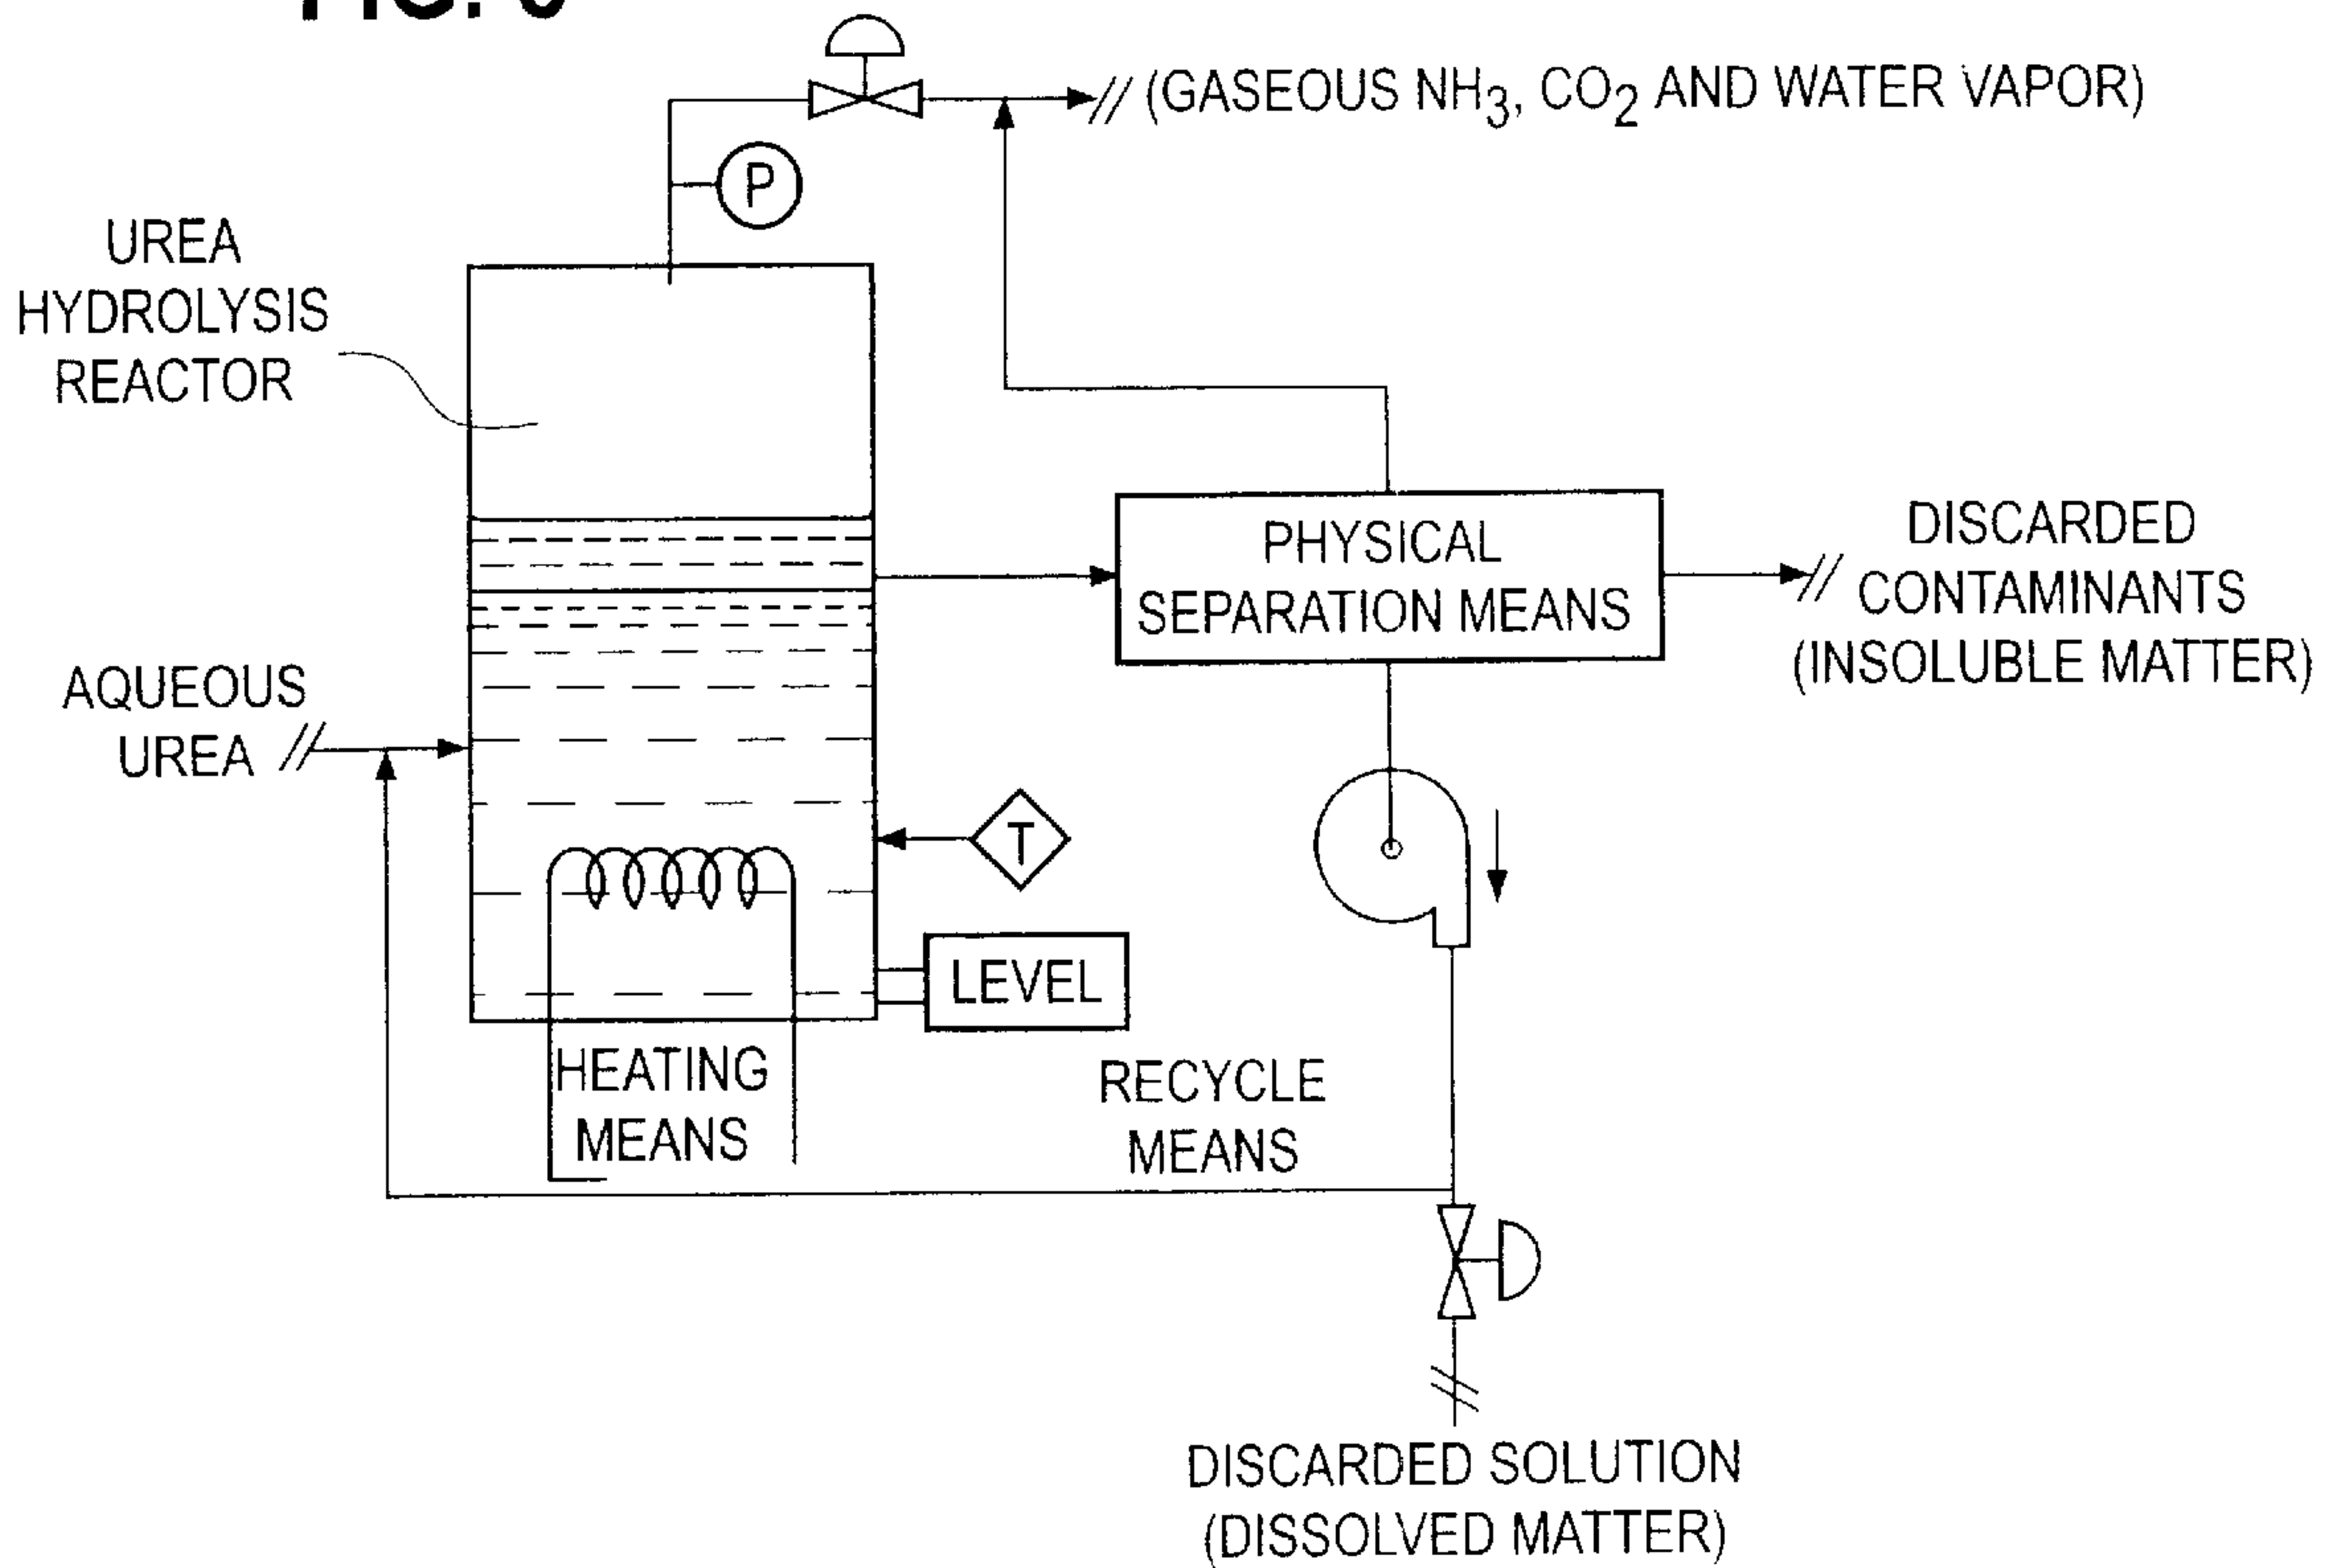 (GASEOUS NH3, CO2 AND WATER VAPOR)
P
UREA
HYDROLYSIS
REACTOR
PHYSICAL
SEPARATION MEANS
DISCARDED
CONTAMINANTS
(INSOLUBLE MATTER)
AQUEOUS
UREA
T
LEVEL
HEATING
MEANS
RECYCLE
MEANS
DISCARDED SOLUTION
(DISSOLVED MATTER)